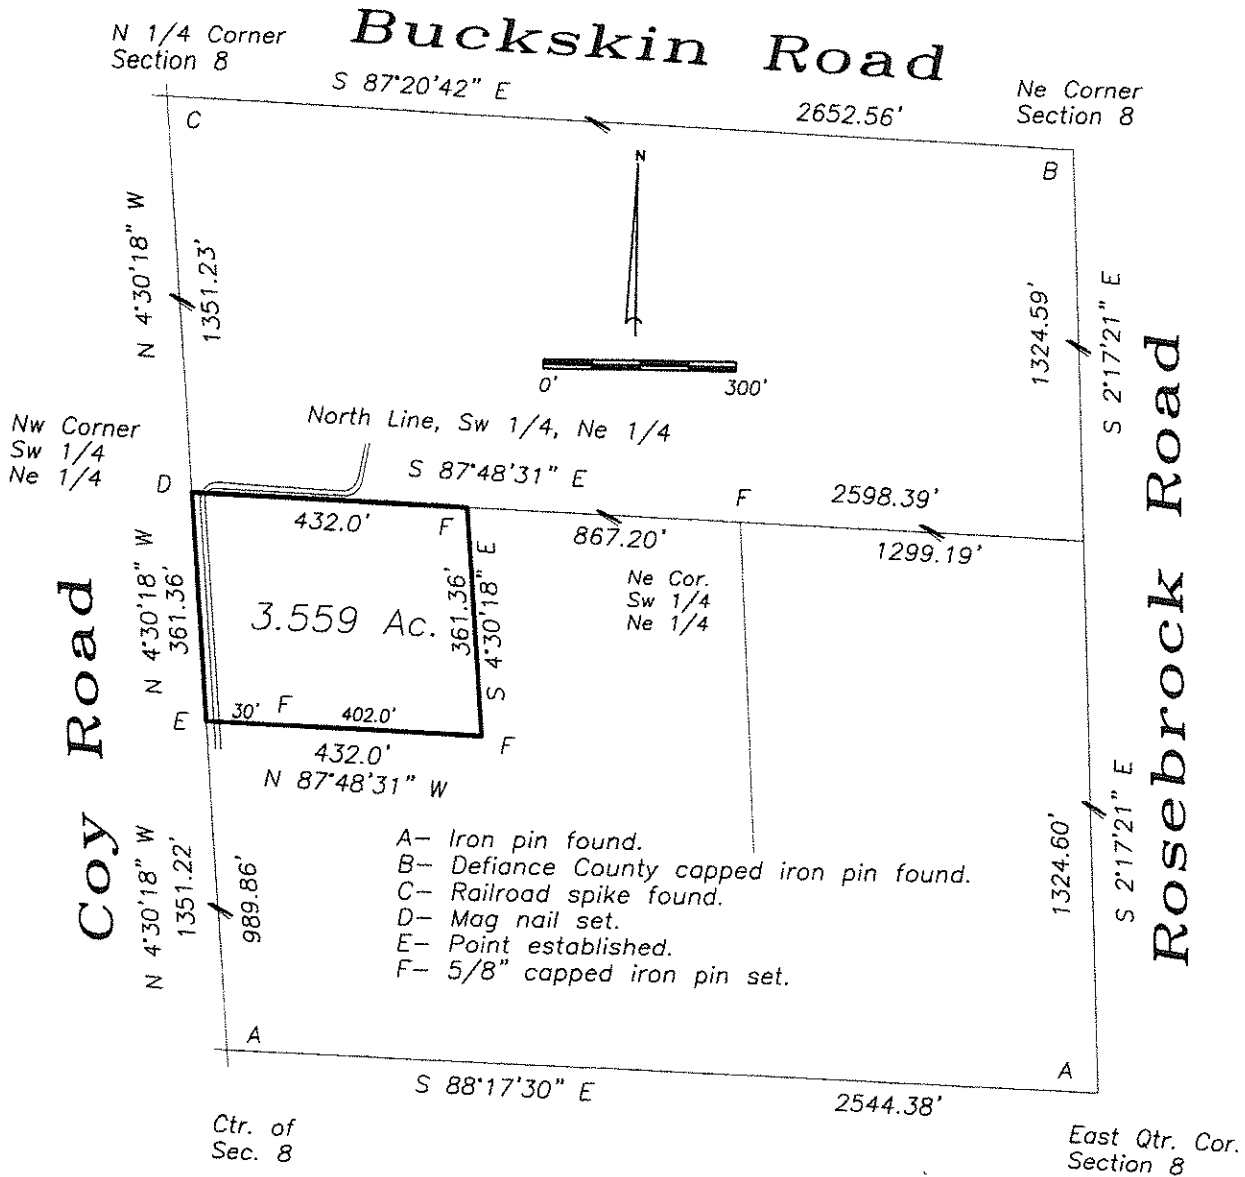 Buckskin Road
N 1/4 Corner
Section 8
S 87°20'42" E
2652.56'
Ne Corner
Section 8
C
B
N
N 4°30'18" W
1351.23'
1324.59'
S 2°17'21" E
0'
300'
North Line, Sw 1/4, Ne 1/4
Nw Corner
Sw 1/4
Ne 1/4
D
S 87°48'31" E
F
2598.39'
432.0'
F
867.20'
1299.19'
Ne Cor.
Sw 1/4
Ne 1/4
N 4°30'18" W
361.36'
3.559 Ac.
361.36'
S 4°30'18" E
Coy Road
Rosebrock Road
E
30'
F
402.0'
F
432.0'
N 87°48'31" W
N 4°30'18" W
1351.22'
989.86'
A- Iron pin found.
B- Defiance County capped iron pin found.
C- Railroad spike found.
D- Mag nail set.
E- Point established.
F- 5/8" capped iron pin set.
1324.60'
S 2°17'21" E
A
A
S 88°17'30" E
2544.38'
Ctr. of
Sec. 8
East Qtr. Cor.
Section 8